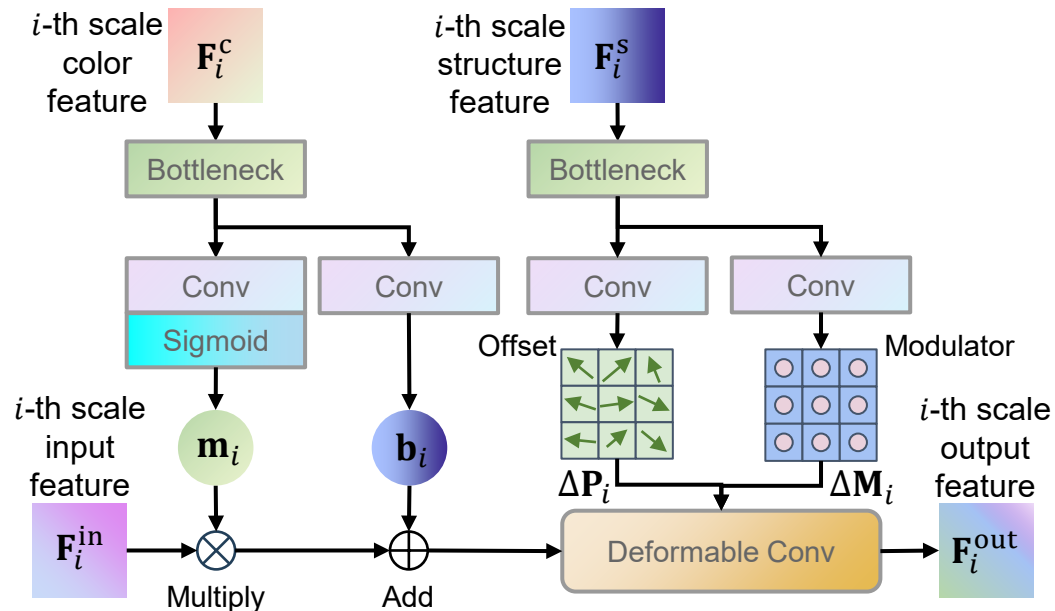 i-th scale
color
feature
F_i^c
i-th scale
structure
feature
F_i^s
Bottleneck
Bottleneck
Conv
Conv
Conv
Conv
Sigmoid
Offset
Modulator
i-th scale
input
feature
m_i
b_i
ΔP_i
ΔM_i
i-th scale
output
feature
F_i^in
Multiply
Add
Deformable Conv
F_i^out